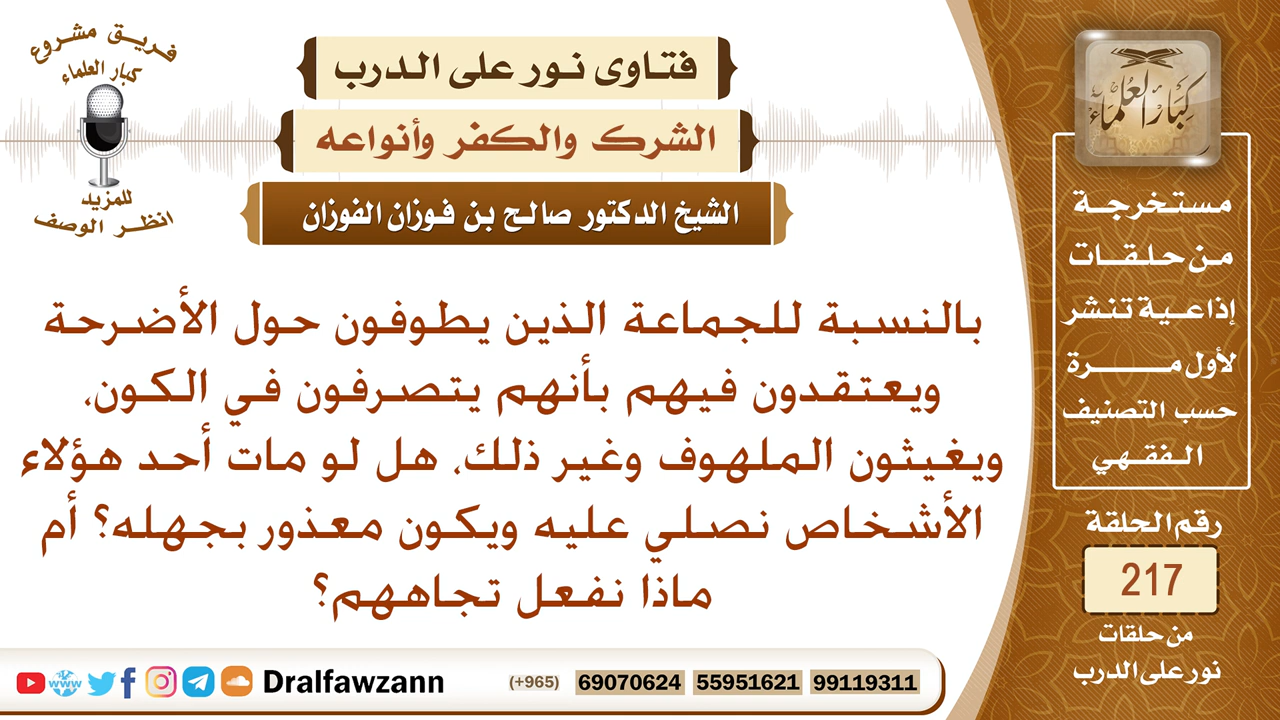 فريق مشروع
كبار العلماء
للمزيد
انظر الوصف
فتاوى نور على الدرب
الشرك والكفر وأنواعه
الشيخ الدكتور صالح بن فوزان الفوزان
بالنسبة للجماعة الذين يطوفون حول الأضرحة
ويعتقدون فيهم بأنهم يتصرفون في الكون،
ويغيثون الملهوف وغير ذلك، هل لو مات أحد هؤلاء
الأشخاص نصلي عليه ويكون معذور بجهله؟ أم
ماذا نفعل تجاههم؟
كبار العلماء
مستخرجة
من حلقات
إذاعية تنشر
لأول مرة
حسب التصنيف
الفقهي
رقم الحلقة
217
من حلقات
نور على الدرب
www Dralfawzann (+965) 69070624 55951621 99119311